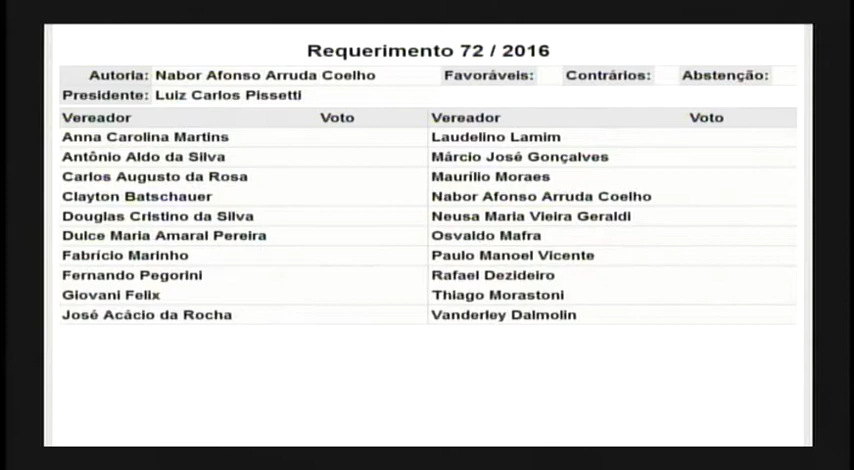 Requerimento 72 / 2016
Autoria: Nabor Afonso Arruda Coelho Favoráveis: Contrários: Abstenção:
Presidente: Luiz Carlos Pissetti
Vereador Voto Vereador Voto
Anna Carolina Martins Laudelino Lamim
Antônio Aldo da Silva Márcio José Gonçalves
Carlos Augusto da Rosa Maurílio Moraes
Clayton Batschauer Nabor Afonso Arruda Coelho
Douglas Cristino da Silva Neusa Maria Vieira Geraldi
Dulce Maria Amaral Pereira Osvaldo Mafra
Fabrício Marinho Paulo Manoel Vicente
Fernando Pegorini Rafael Dezideiro
Giovani Felix Thiago Morastoni
José Acácio da Rocha Vanderley Dalmolin